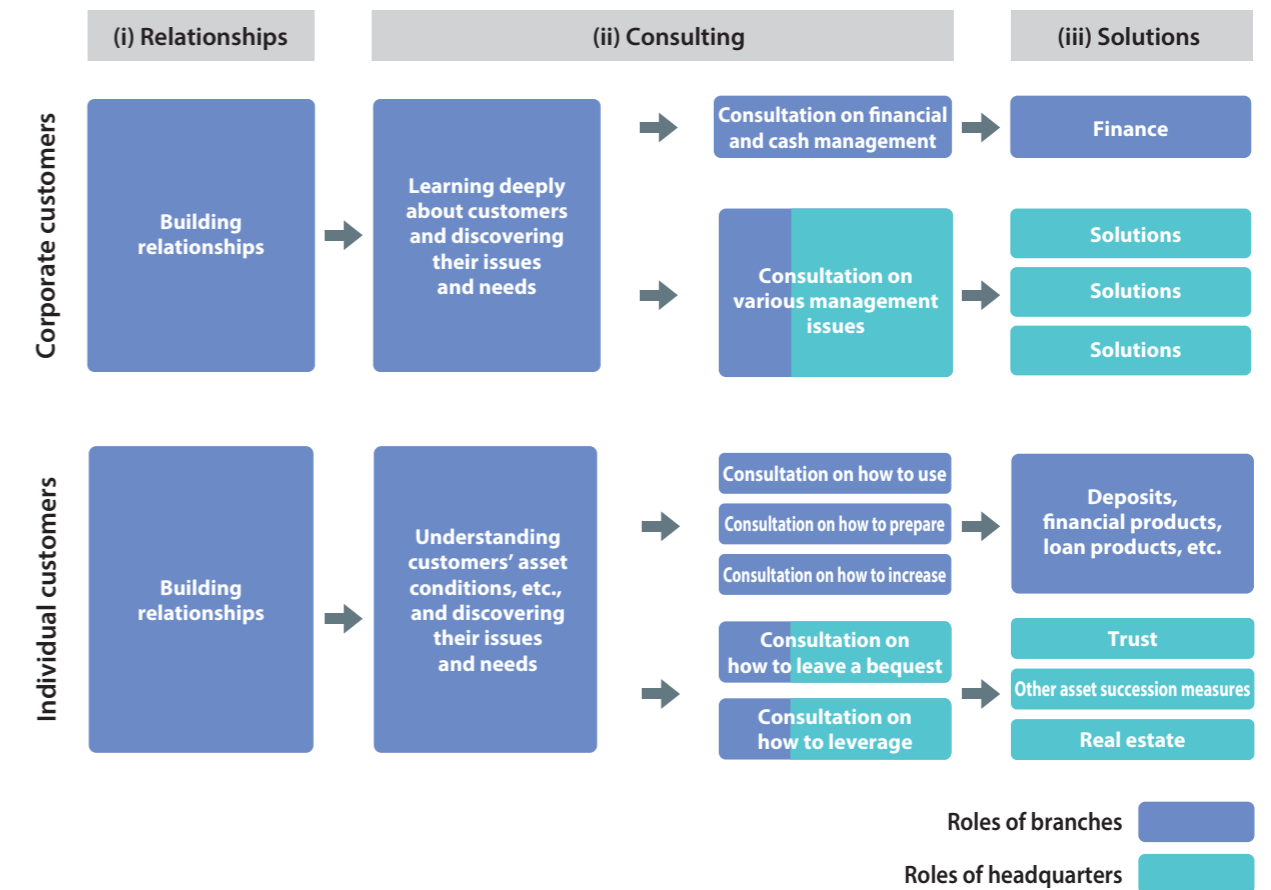 (i) Relationships
(ii) Consulting
(iii) Solutions
Corporate customers
Building
relationships
Learning deeply
about customers
and discovering
their issues
and needs
Consultation on financial
and cash management
Finance
Consultation on
various management
issues
Solutions
Solutions
Solutions
Individual customers
Building
relationships
Understanding
customers’ asset
conditions, etc.,
and discovering
their issues
and needs
Consultation on how to use
Consultation on how to prepare
Consultation on how to increase
Deposits,
financial products,
loan products, etc.
Consultation on
how to leave a bequest
Consultation on
how to leverage
Trust
Other asset succession measures
Real estate
Roles of branches
Roles of headquarters